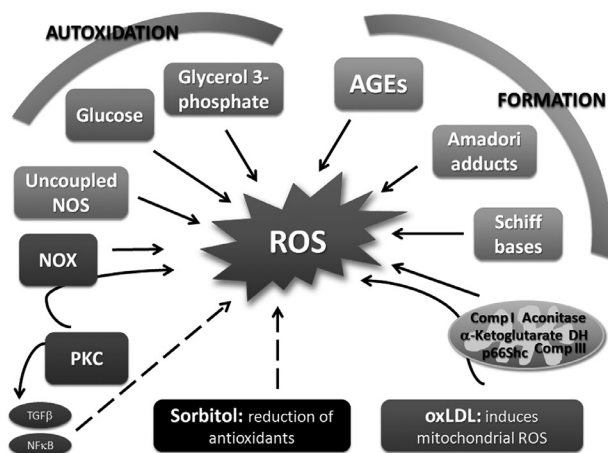 AUTOXIDATION
Glycerol 3-
phosphate
Glucose
AGEs
FORMATION
Amadori
adducts
Uncoupled
NOS
ROS
Schiff
bases
NOX
Comp I Aconitase
α-Ketoglutarate DH
p66Shc Comp III
PKC
TGFβ
NFκB
Sorbitol: reduction of
antioxidants
oxLDL: induces
mitochondrial ROS